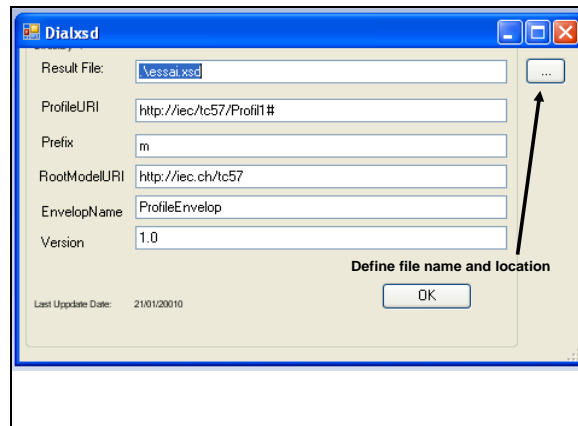 Dialxsd
Result File: .\essai.xsd ...
ProfileURI http://iec/tc57/Profil1#
Prefix m
RootModelURI http://iec.ch/tc57
EnvelopName ProfileEnvelop
Version 1.0
Define file name and location
OK
Last Uppdate Date: 21/01/20010